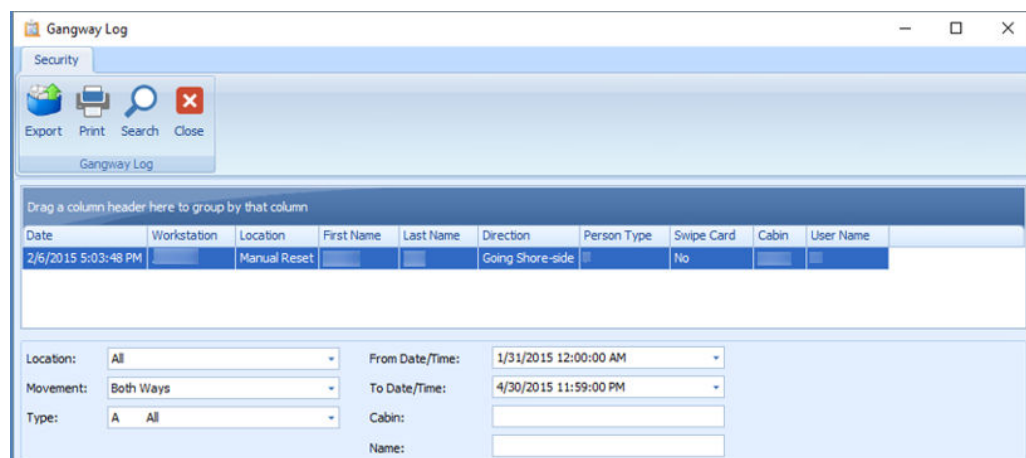 Gangway Log
Security
Export Print Search Close
Gangway Log
Drag a column header here to group by that column
Date Workstation Location First Name Last Name Direction Person Type Swipe Card Cabin User Name
2/6/2015 5:03:48 PM Manual Reset Going Shore-side No
Location: All From Date/Time: 1/31/2015 12:00:00 AM
Movement: Both Ways To Date/Time: 4/30/2015 11:59:00 PM
Type: A All Cabin:
Name: